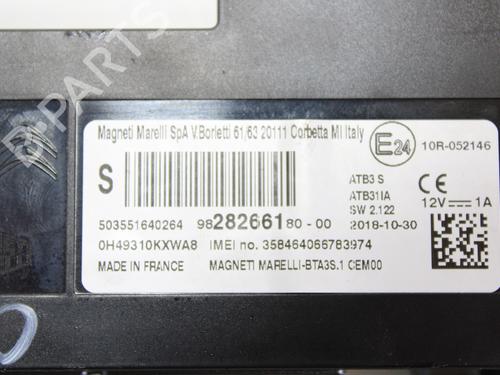 Magneti Marelli SpA V.Borletti 61/63 20111 Corbetta MI Italy
E24 10R-052146
S
ATB3 S
ATB31IA
SW 2.122
12V 1A
503551640264 9828266180-00 2018-10-30
0H49310KXWA8 IMEI no. 358464066783974
MADE IN FRANCE MAGNETI MARELLI-BTA3S.1 OEM00
B-Parts